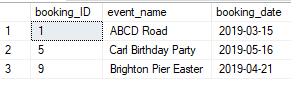 booking_ID event_name booking_date
1 1 ABCD Road 2019-03-15
2 5 Carl Birthday Party 2019-05-16
3 9 Brighton Pier Easter 2019-04-21